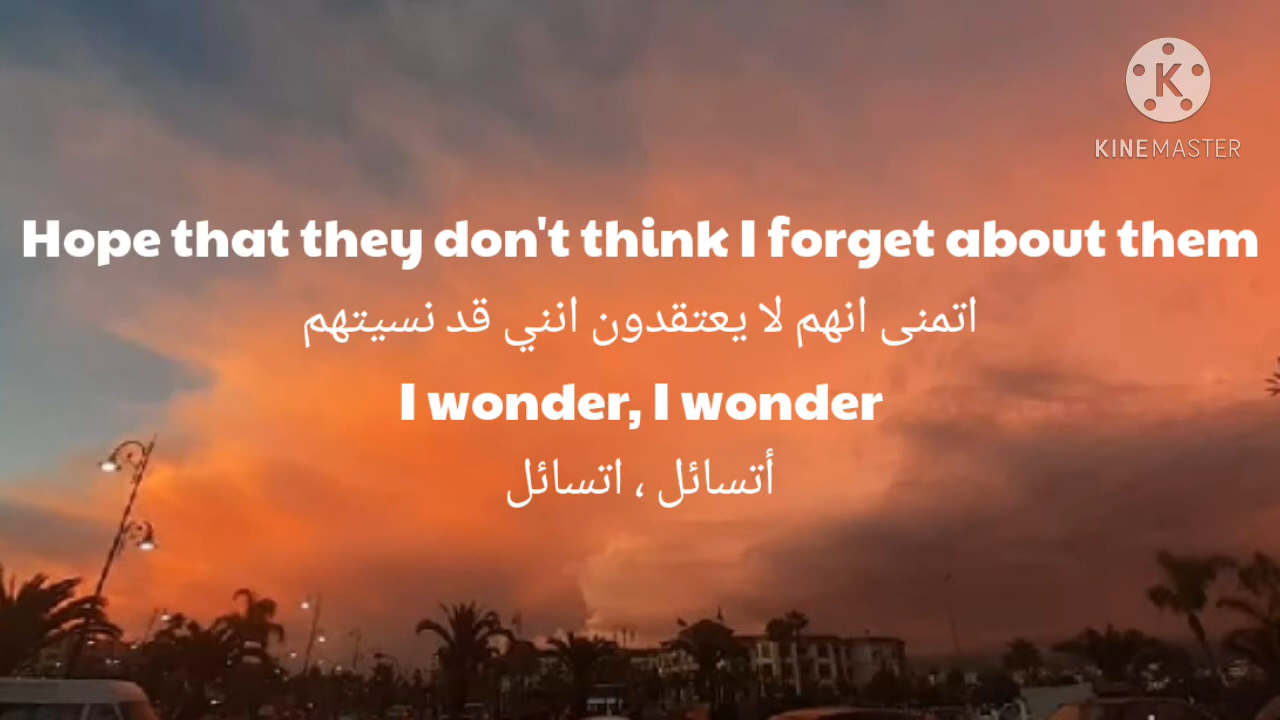 K
KINEMASTER
Hope that they don't think I forget about them
اتمنى انهم لا يعتقدون انني قد نسيتهم
I wonder, I wonder
أتسائل ، اتسائل